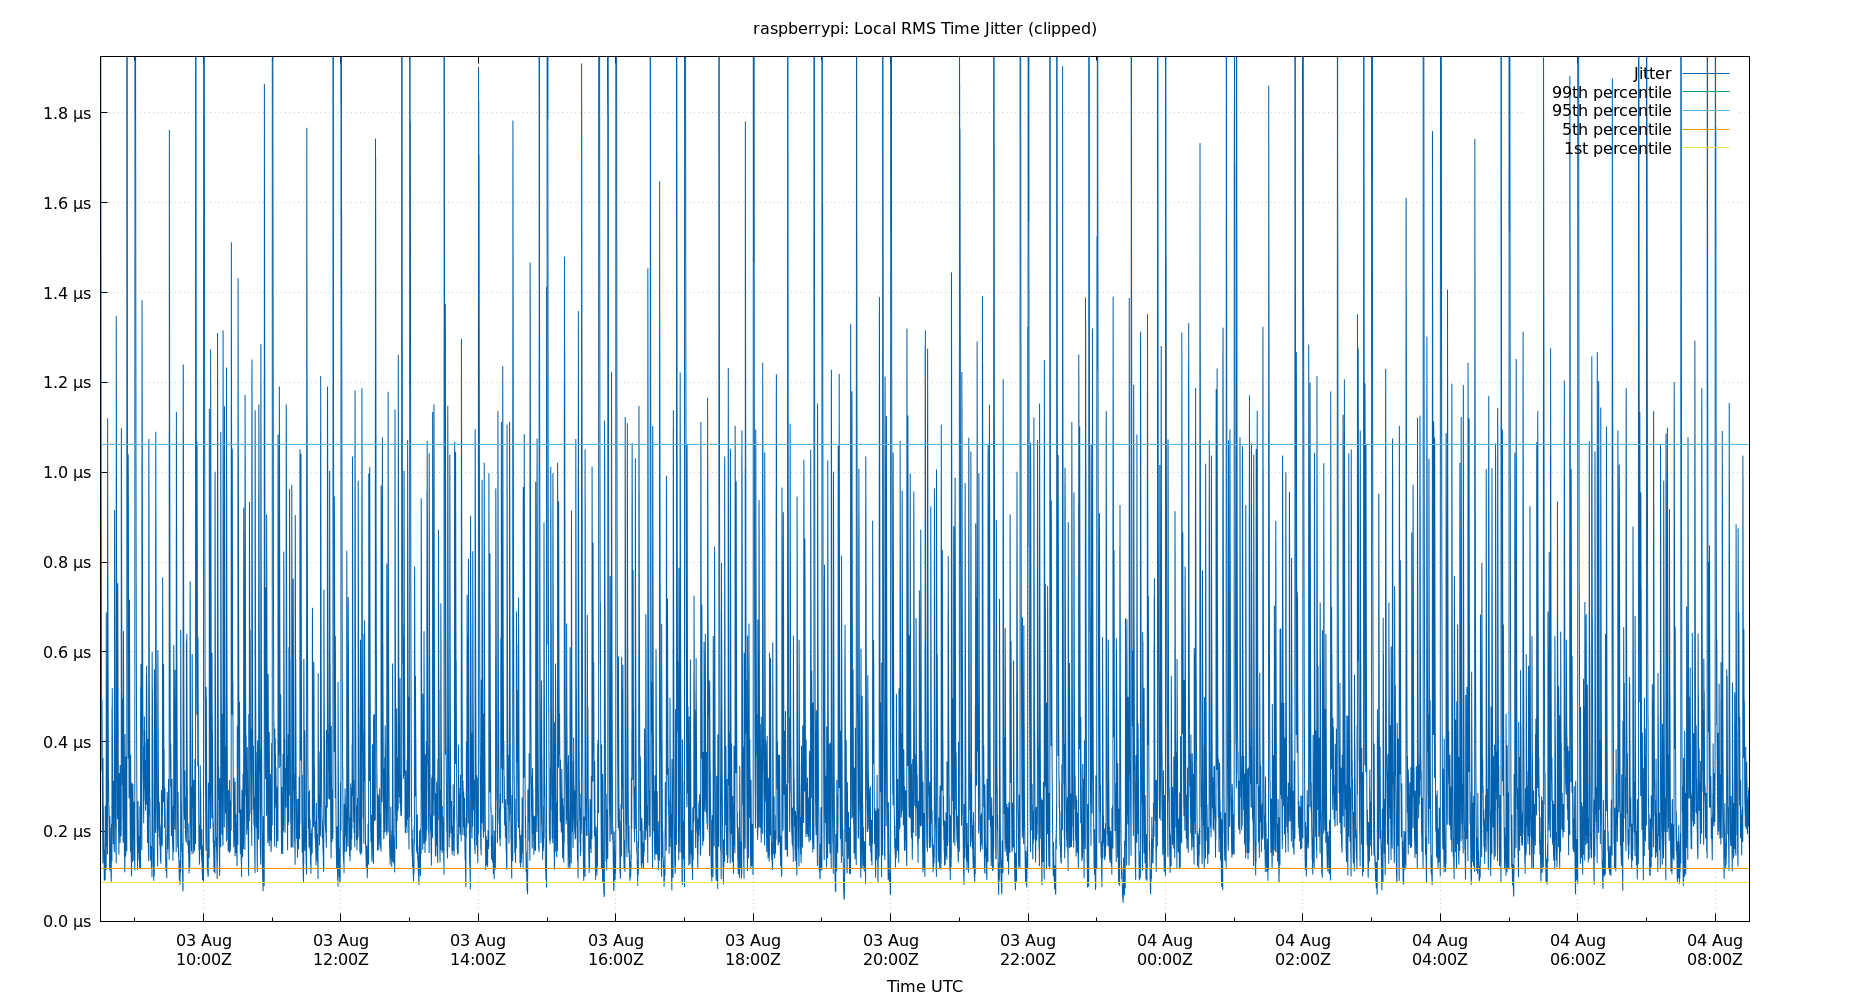 raspberrypi: Local RMS Time Jitter (clipped)
Jitter
99th percentile
95th percentile
5th percentile
1st percentile
1.8 µs
1.6 µs
1.4 µs
1.2 µs
1.0 µs
0.8 µs
0.6 µs
0.4 µs
0.2 µs
0.0 µs
03 Aug 03 Aug 03 Aug 03 Aug 03 Aug 03 Aug 03 Aug 04 Aug 04 Aug 04 Aug 04 Aug 04 Aug
10:00Z 12:00Z 14:00Z 16:00Z 18:00Z 20:00Z 22:00Z 00:00Z 02:00Z 04:00Z 06:00Z 08:00Z
Time UTC